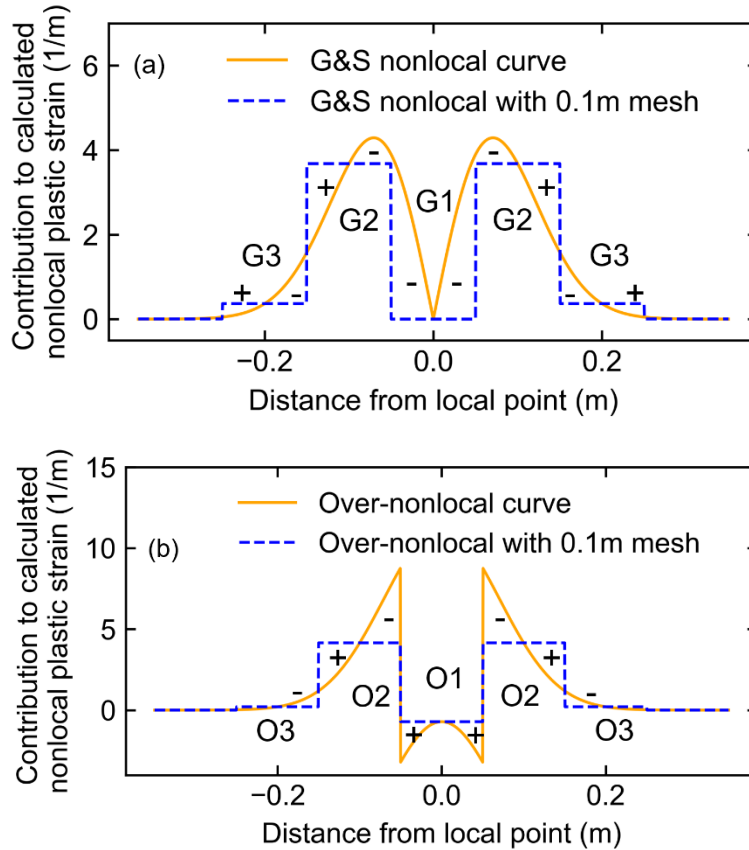 Contribution to calculated
nonlocal plastic strain (1/m)
6
4
2
0
(a)
G&S nonlocal curve
G&S nonlocal with 0.1m mesh
- -
+ G1 +
G2 G2
G3 G3
+ - - - - +
−0.2 0.0 0.2
Distance from local point (m)
Contribution to calculated
nonlocal plastic strain (1/m)
15
10
5
0
(b)
Over-nonlocal curve
Over-nonlocal with 0.1m mesh
- -
+ +
- O2 O1 O2 -
O3 + + O3
−0.2 0.0 0.2
Distance from local point (m)